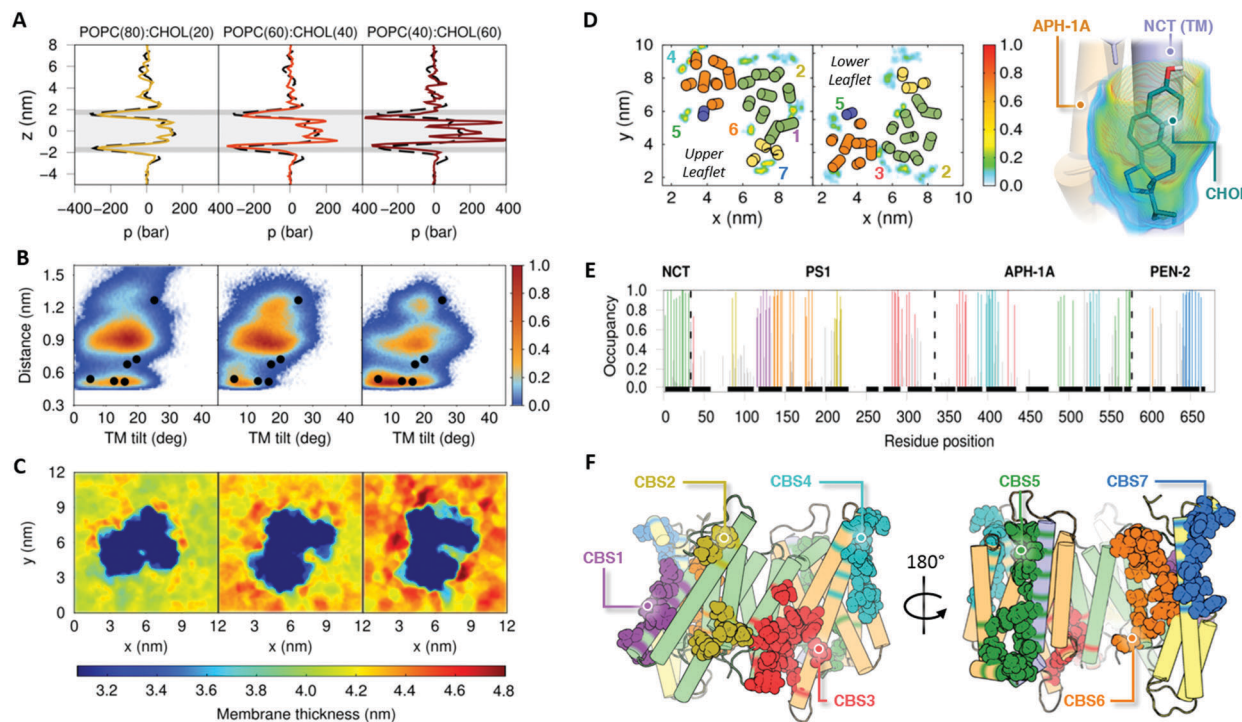 A
POPC(80):CHOL(20) POPC(60):CHOL(40) POPC(40):CHOL(60)
8
6
4
2
0
−2
−4
z (nm)
−400 −200 0 200 −400 −200 0 200 −400 −200 0 200 400
p (bar) p (bar) p (bar)
B
1.5
1.2
0.9
0.6
0.3
Distance (nm)
0 10 20 30 40 0 10 20 30 40 0 10 20 30 40
TM tilt (deg) TM tilt (deg) TM tilt (deg)
1.0
0.8
0.6
0.4
0.2
0.0
C
12
9
6
3
0
y (nm)
0 3 6 9 12 3 6 9 12 3 6 9 12
x (nm) x (nm) x (nm)
3.2 3.4 3.6 3.8 4.0 4.2 4.4 4.6 4.8
Membrane thickness (nm)
D
10
8
6
4
2
y (nm)
4
2
5
6
1
7
Upper
Leaflet
Lower
Leaflet
5
3
2
2 4 6 8 10 2 4 6 8 10
x (nm) x (nm)
1.0
0.8
0.6
0.4
0.2
0.0
APH-1A
NCT (TM)
CHOL
E
NCT PS1 APH-1A PEN-2
1.0
0.8
0.6
0.4
0.2
0.0
Occupancy
0 50 100 150 200 250 300 350 400 450 500 550 600 650
Residue position
F
CBS2
CBS4
CBS1
CBS3
180°
CBS5
CBS7
CBS6